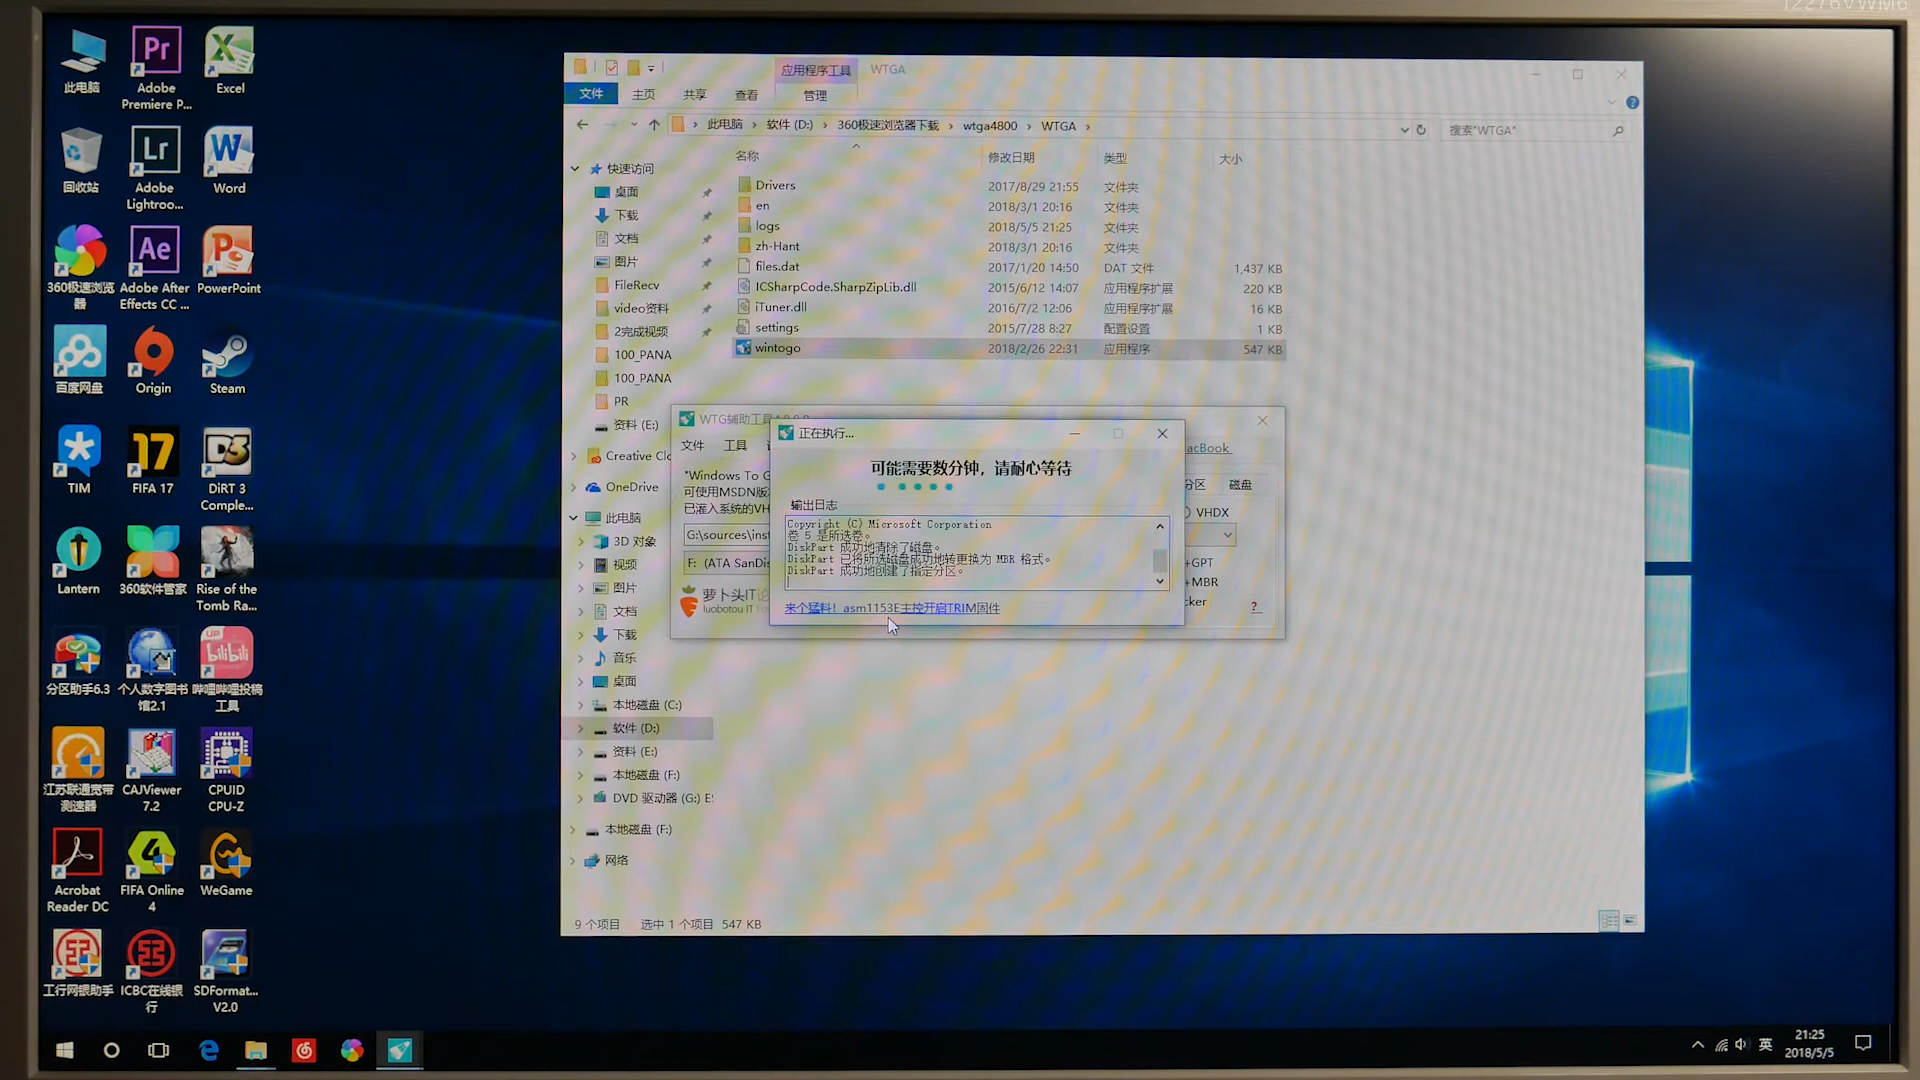 此电脑
Adobe
Premiere P...
Excel
回收站
Adobe
Lightroo...
Word
360极速浏览
器
Adobe After
Effects CC ...
PowerPoint
百度网盘
Origin
Steam
TIM
FIFA 17
DiRT 3
Comple...
Lantern
360软件管家
Rise of the
Tomb Ra...
分区助手6.3
个人数字图书
馆2.1
哔哩哔哩投稿
工具
江苏联通宽带
测速器
CAJViewer
7.2
CPUID
CPU-Z
Acrobat
Reader DC
FIFA Online
4
WeGame
工行网银助手
ICBC在线银
行
SDFormat...
V2.0
应用程序工具
WTGA
文件
主页
共享
查看
管理
此电脑 › 软件 (D:) › 360极速浏览器下载 › wtga4800 › WTGA ›
搜索"WTGA"
名称
修改日期
类型
大小
Drivers 2017/8/29 21:55 文件夹
en 2018/3/1 20:16 文件夹
logs 2018/5/5 21:25 文件夹
zh-Hant 2018/3/1 20:16 文件夹
files.dat 2017/1/20 14:50 DAT 文件 1,437 KB
ICSharpCode.SharpZipLib.dll 2015/6/12 14:07 应用程序扩展 220 KB
iTuner.dll 2016/7/2 12:06 应用程序扩展 16 KB
settings 2015/7/28 8:27 配置设置 1 KB
wintogo 2018/2/26 22:31 应用程序 547 KB
快速访问
桌面
下载
文档
图片
FileRecv
video资料
2完成视频
100_PANA
100_PANA
PR
资料 (E:)
Creative Clo
OneDrive
此电脑
3D 对象
视频
图片
文档
下载
音乐
桌面
本地磁盘 (C:)
软件 (D:)
资料 (E:)
本地磁盘 (F:)
DVD 驱动器 (G:) E
本地磁盘 (F:)
网络
9 个项目 选中 1 个项目 547 KB
WTG辅助工具
文件
工具
acBook
"Windows To G
可使用MSDN版
已灌入系统的VH
G:\sources\inst
F: (ATA SanDis
萝卜头IT论
luobotou IT
分区
磁盘
VHDX
+GPT
+MBR
cker
?
正在执行...
可能需要数分钟，请耐心等待
输出日志
Copyright (C) Microsoft Corporation
卷 5 是所选卷。
DiskPart 成功地清除了磁盘。
DiskPart 已将所选磁盘成功地转更换为 MBR 格式。
DiskPart 成功地创建了指定分区。
来个猛料！asm1153E主控开启TRIM固件
英
21:25
2018/5/5